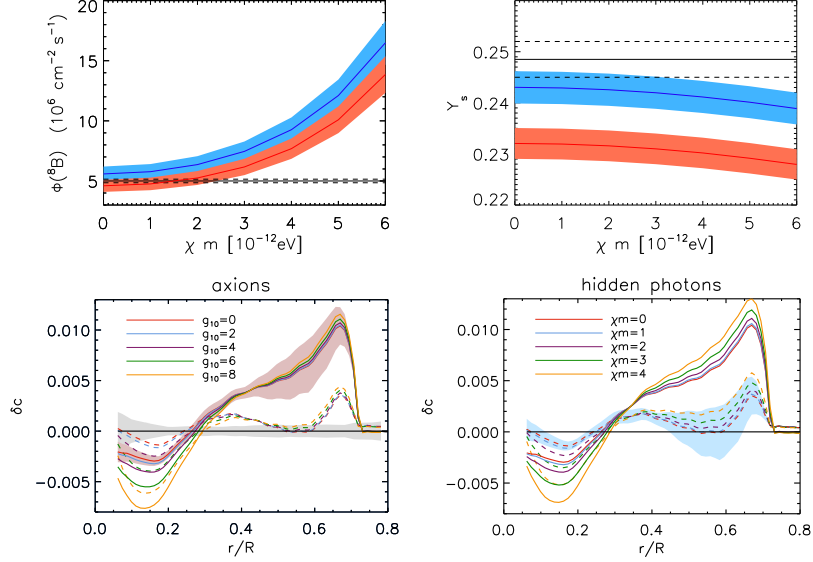 20
15
10
5
Φ(⁸B) (10⁶ cm⁻² s⁻¹)
0 1 2 3 4 5 6
χ m [10⁻¹²eV]
0.25
0.24
0.23
0.22
Yₛ
0 1 2 3 4 5 6
χ m [10⁻¹²eV]
axions
g₁₀=0
g₁₀=2
g₁₀=4
g₁₀=6
g₁₀=8
0.010
0.005
0.000
−0.005
δc
0.0 0.2 0.4 0.6 0.8
r/R
hidden photons
χm=0
χm=1
χm=2
χm=3
χm=4
0.010
0.005
0.000
−0.005
δc
0.0 0.2 0.4 0.6 0.8
r/R